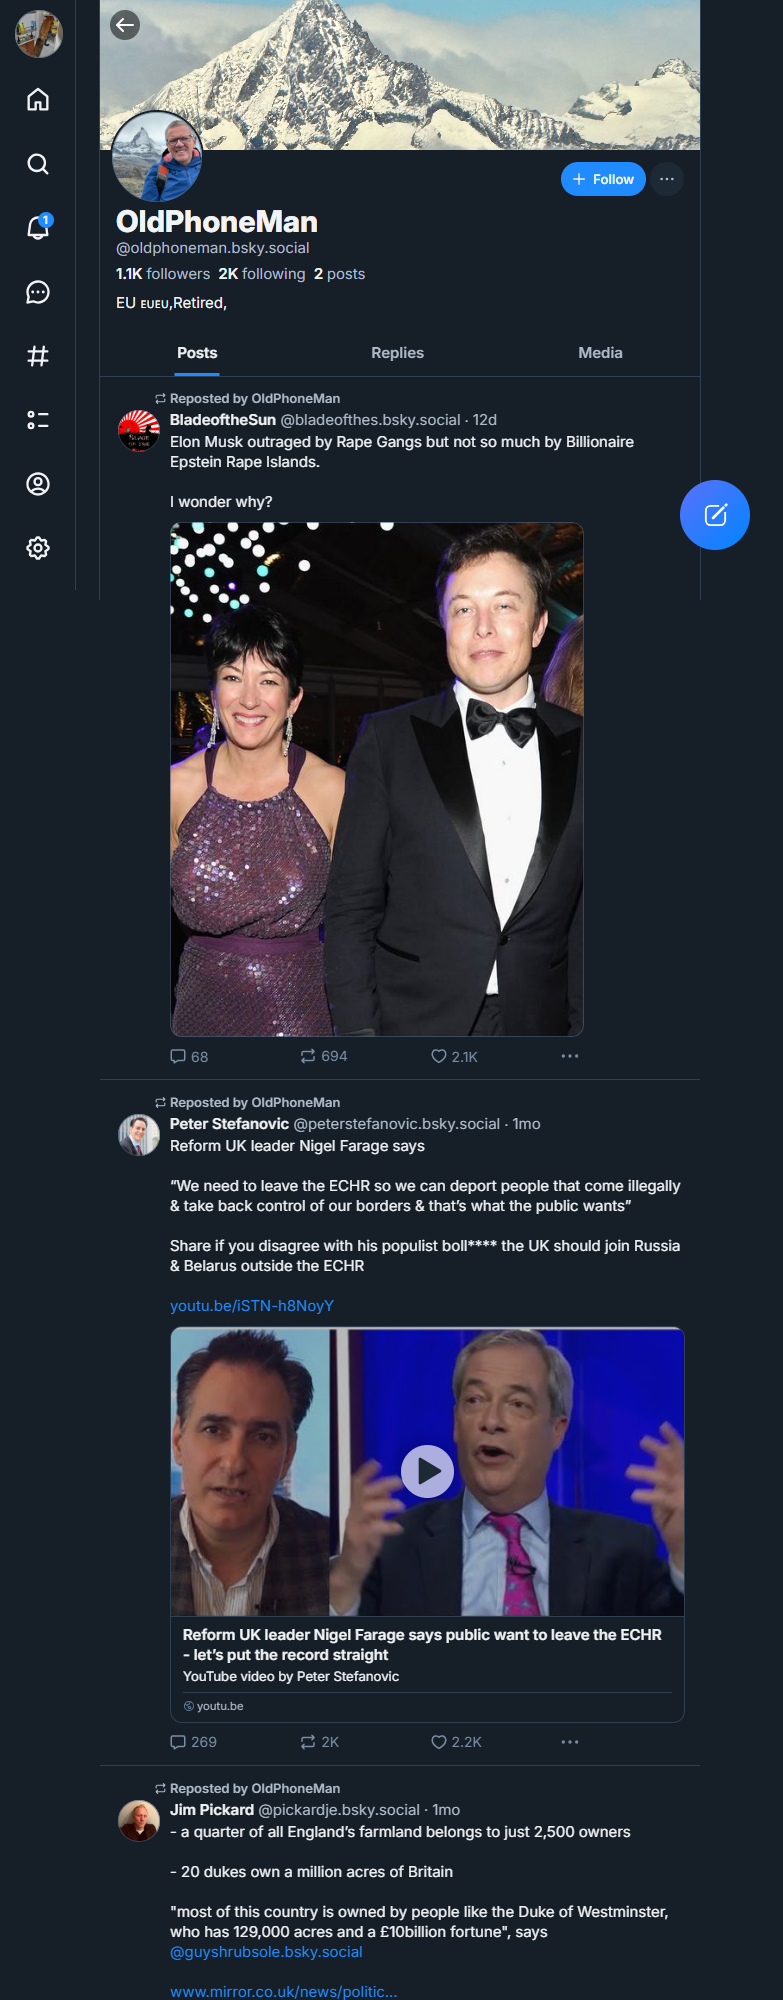 1
+ Follow
OldPhoneMan
@oldphoneman.bsky.social
1.1K followers 2K following 2 posts
EU ᴇᴜᴇᴜ,Retired,
Posts Replies Media
Reposted by OldPhoneMan
BladeoftheSun @bladeofthes.bsky.social · 12d
Elon Musk outraged by Rape Gangs but not so much by Billionaire
Epstein Rape Islands.
I wonder why?
68 694 2.1K
Reposted by OldPhoneMan
Peter Stefanovic @peterstefanovic.bsky.social · 1mo
Reform UK leader Nigel Farage says
“We need to leave the ECHR so we can deport people that come illegally
& take back control of our borders & that’s what the public wants”
Share if you disagree with his populist boll**** the UK should join Russia
& Belarus outside the ECHR
youtu.be/iSTN-h8NoyY
Reform UK leader Nigel Farage says public want to leave the ECHR
- let’s put the record straight
YouTube video by Peter Stefanovic
youtu.be
269 2K 2.2K
Reposted by OldPhoneMan
Jim Pickard @pickardje.bsky.social · 1mo
- a quarter of all England’s farmland belongs to just 2,500 owners
- 20 dukes own a million acres of Britain
"most of this country is owned by people like the Duke of Westminster,
who has 129,000 acres and a £10billion fortune", says
@guyshrubsole.bsky.social
www.mirror.co.uk/news/politic...